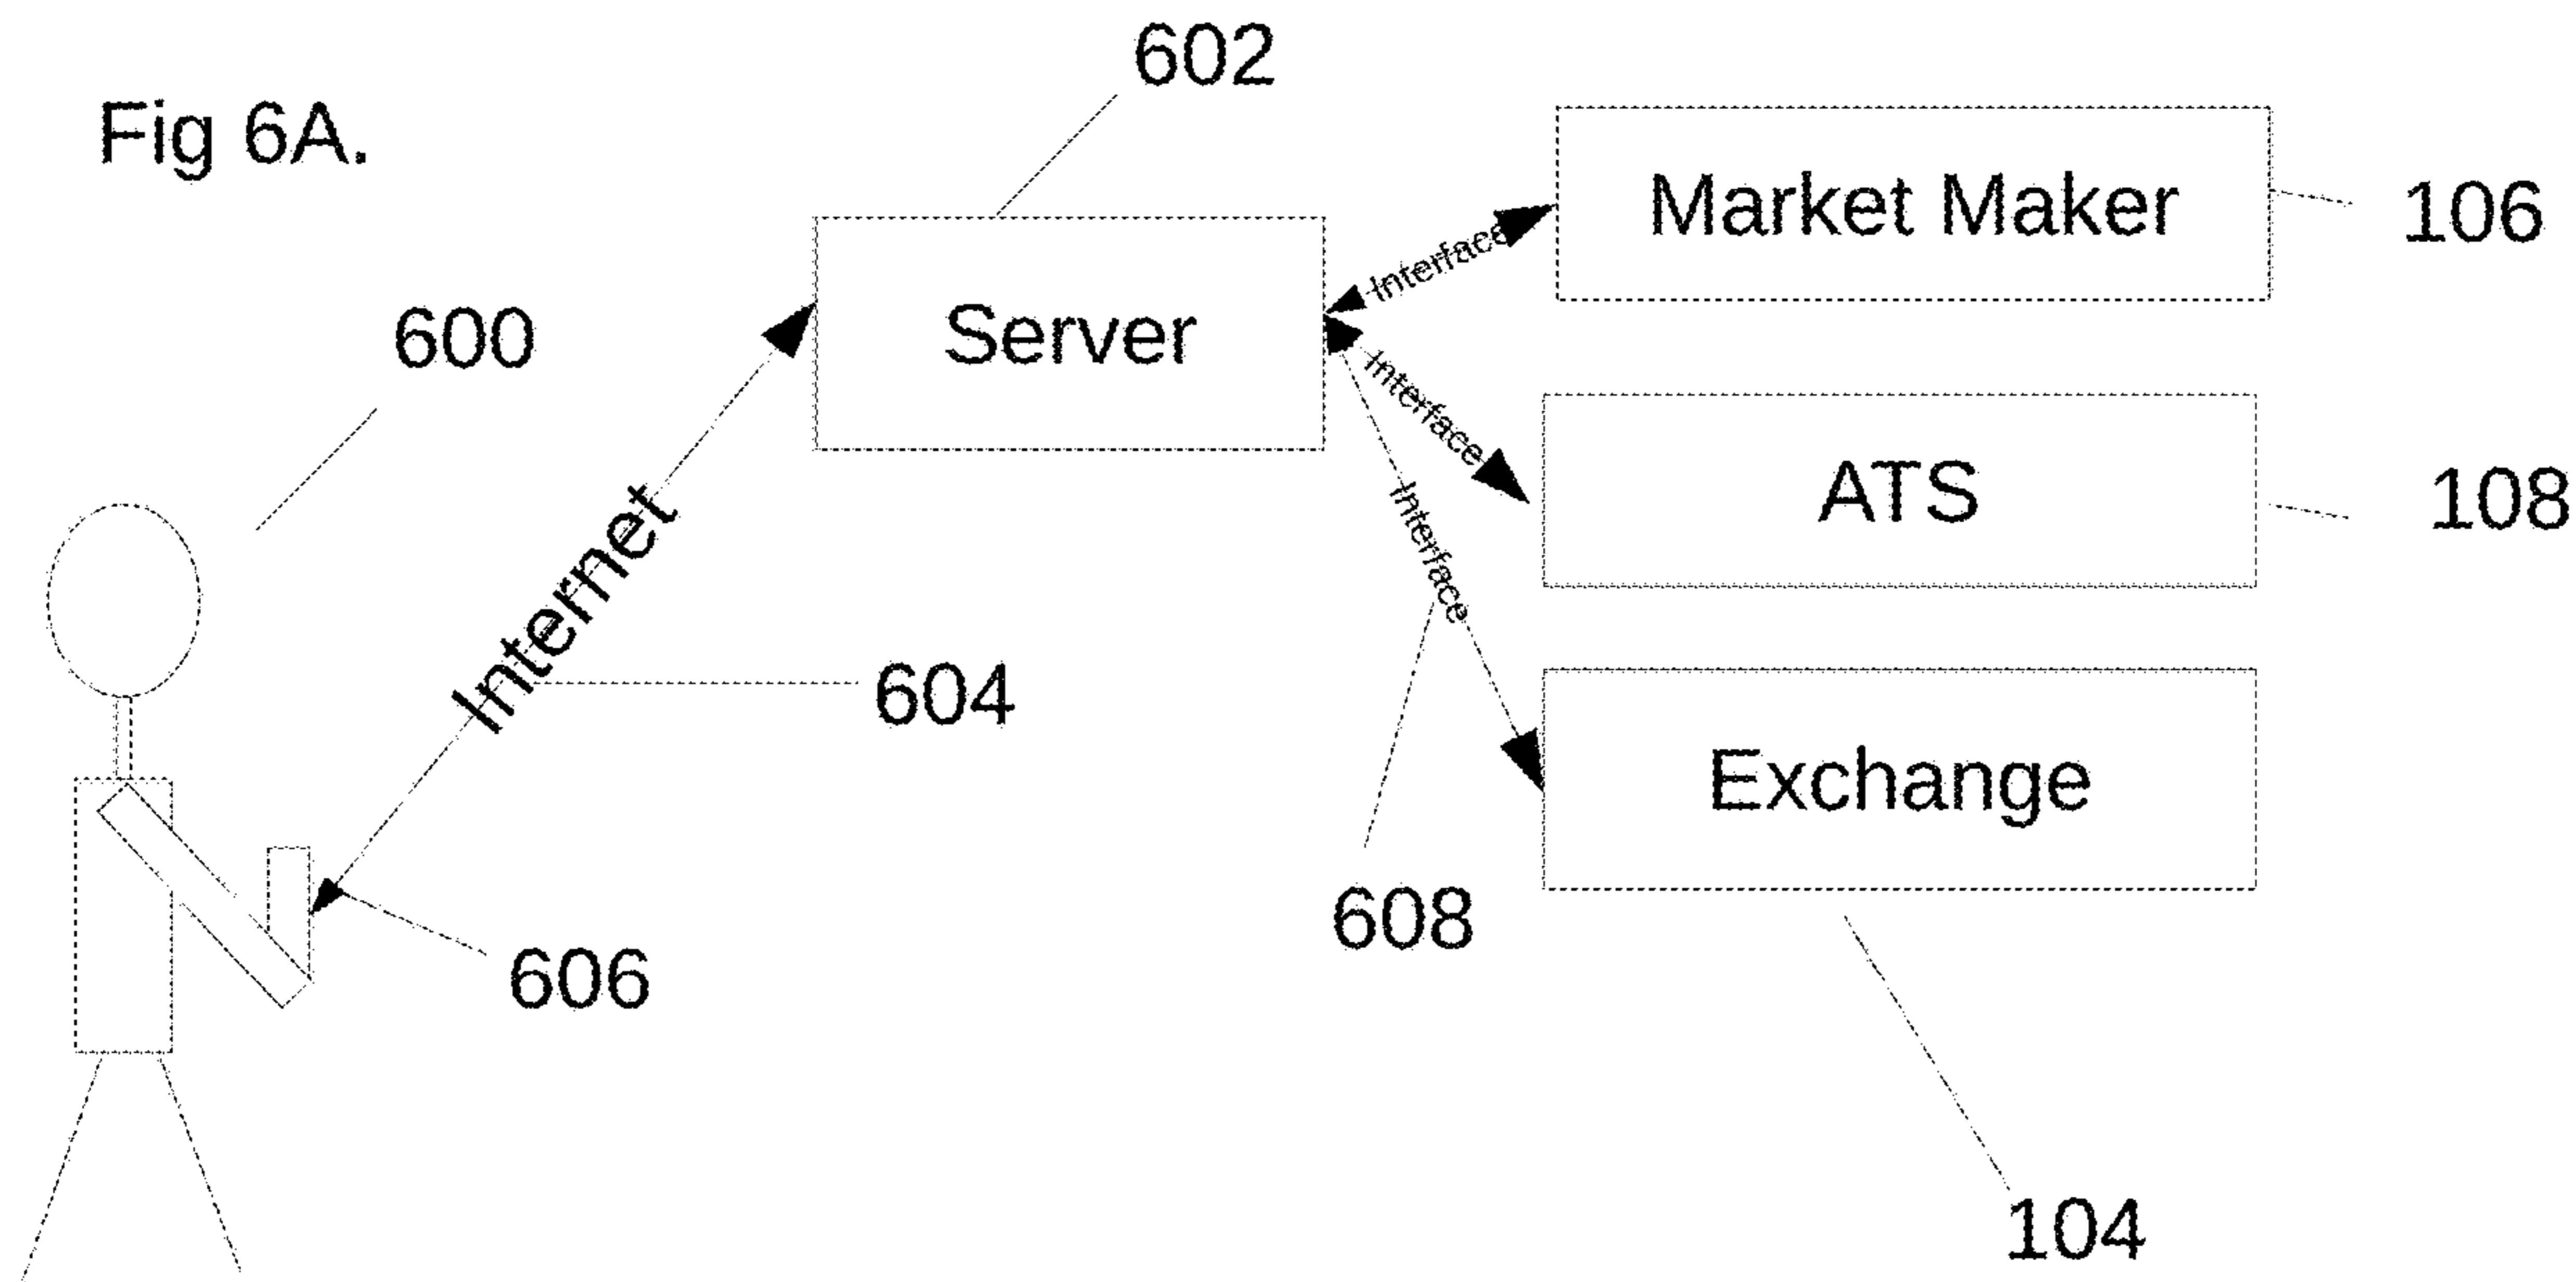 Fig 6A.
602
Market Maker
106
600
Server
Interface
Interface
Interface
ATS
108
Internet
604
Exchange
608
606
104